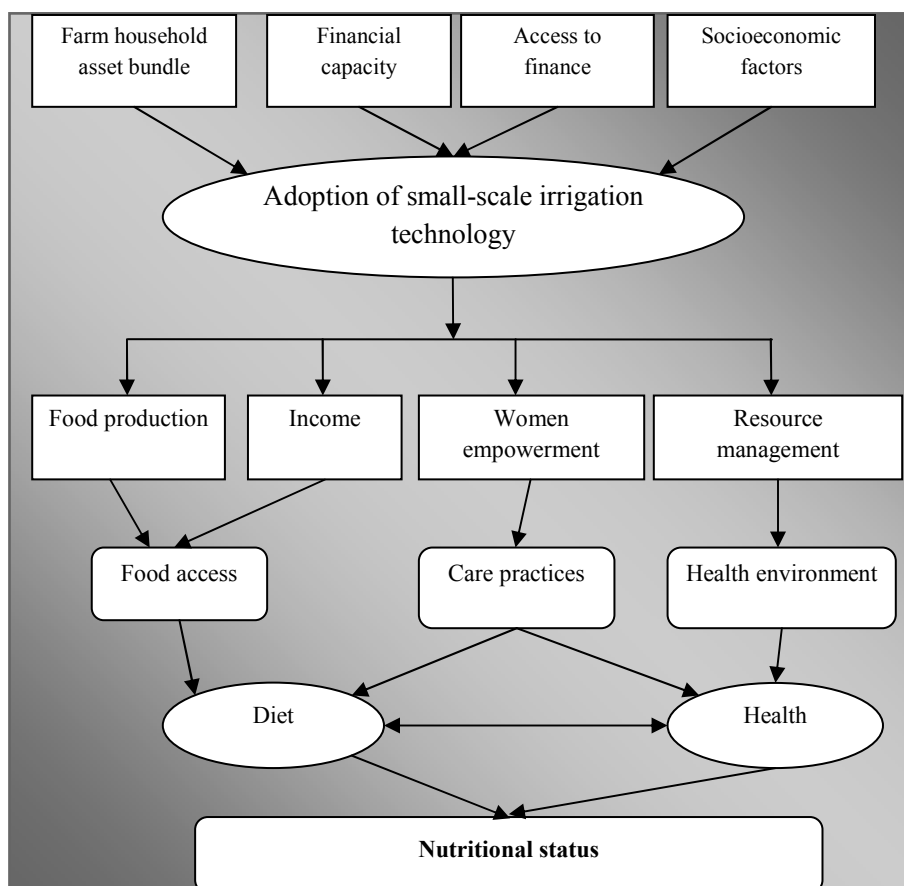 Farm household
asset bundle
Financial
capacity
Access to
finance
Socioeconomic
factors
Adoption of small-scale irrigation
technology
Food production
Income
Women
empowerment
Resource
management
Food access
Care practices
Health environment
Diet
Health
Nutritional status